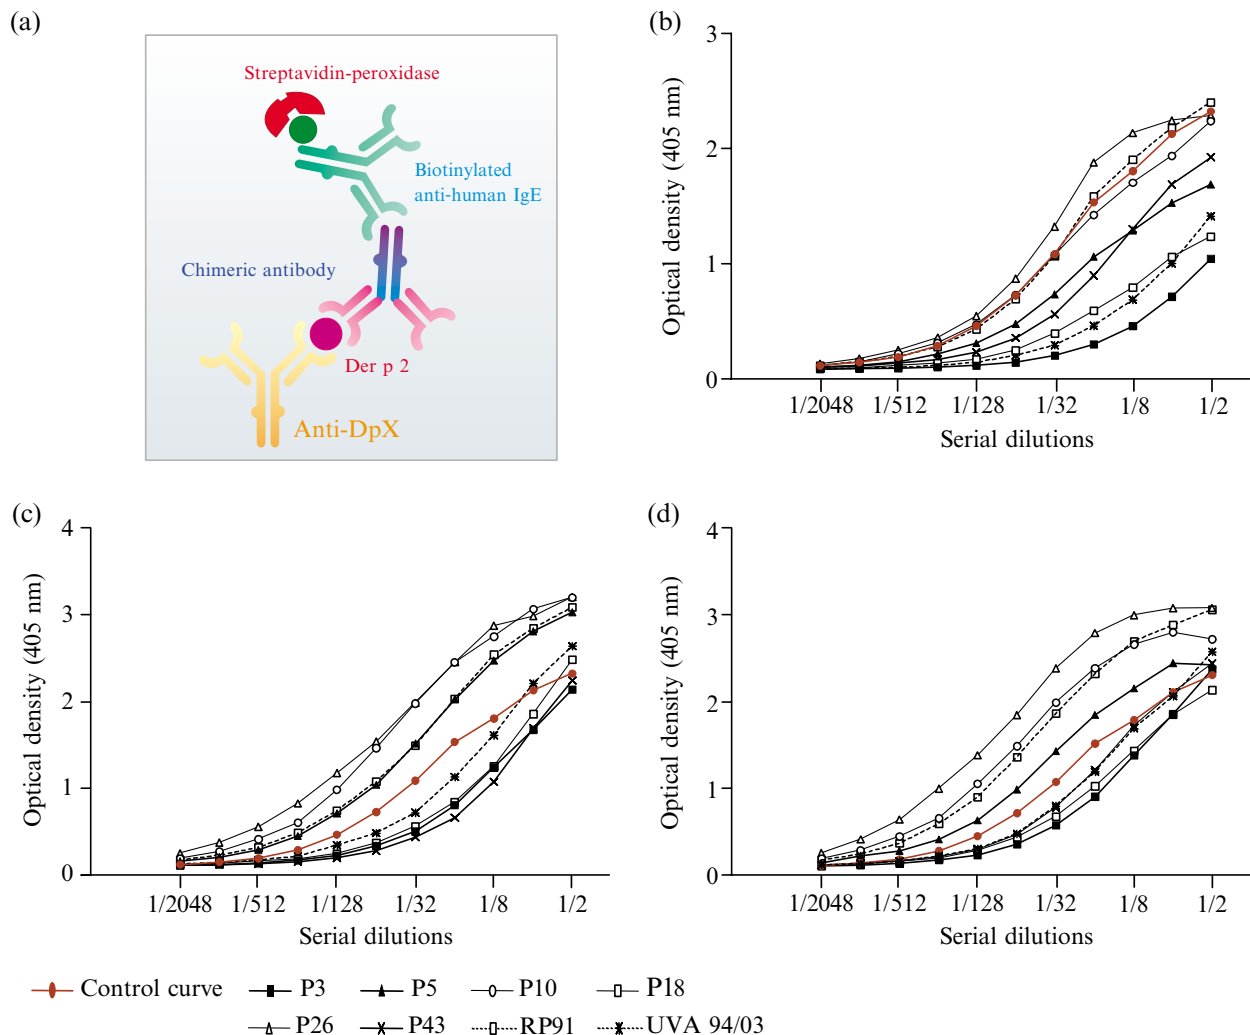 (a)
Streptavidin-peroxidase
Biotinylated
anti-human IgE
Chimeric antibody
Der p 2
Anti-DpX
(b)
3
2
1
0
Optical density (405 nm)
1/2048 1/512 1/128 1/32 1/8 1/2
Serial dilutions
(c)
4
3
2
1
0
Optical density (405 nm)
1/2048 1/512 1/128 1/32 1/8 1/2
Serial dilutions
(d)
4
3
2
1
0
Optical density (405 nm)
1/2048 1/512 1/128 1/32 1/8 1/2
Serial dilutions
Control curve P3 P5 P10 P18
P26 P43 RP91 UVA 94/03